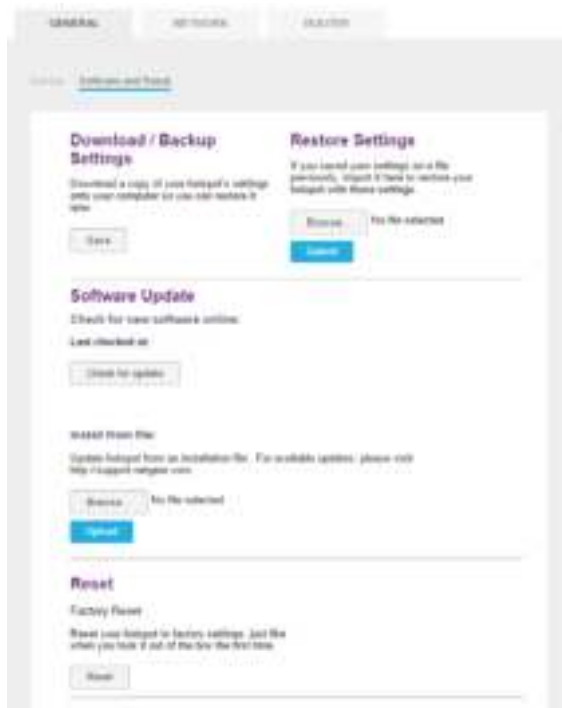 GENERAL NETWORK ROUTER
Software and Reset
Download / Backup
Settings
Download a copy of your hotspot's settings
onto your computer so you can restore it
later.
Save
Restore Settings
If you saved your settings as a file
previously, import it here to restore your
hotspot with those settings.
Browse... No file selected.
Submit
Software Update
Check for new software online:
Last checked at:
Check for update
Install from file:
Update hotspot from an installation file. For available updates, please visit
http://support.netgear.com
Browse... No file selected.
Upload
Reset
Factory Reset
Reset your hotspot to factory settings, just like
when you took it out of the box the first time.
Reset